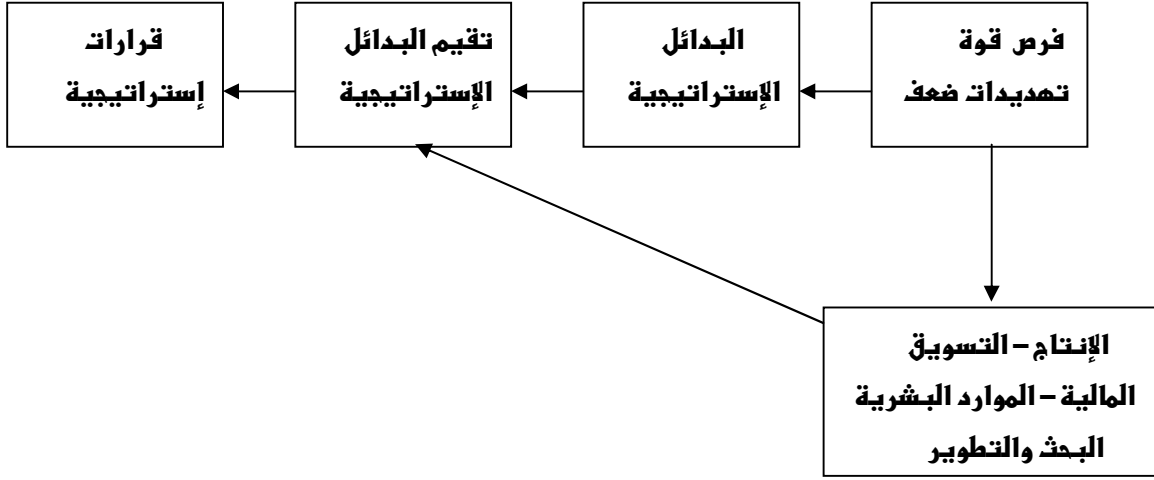 فرص قوة
تهديدات ضعف
البدائل
الإستراتيجية
تقيم البدائل
الإستراتيجية
قرارات
إستراتيجية
الإنتاج – التسويق
المالية – الموارد البشرية
البحث والتطوير